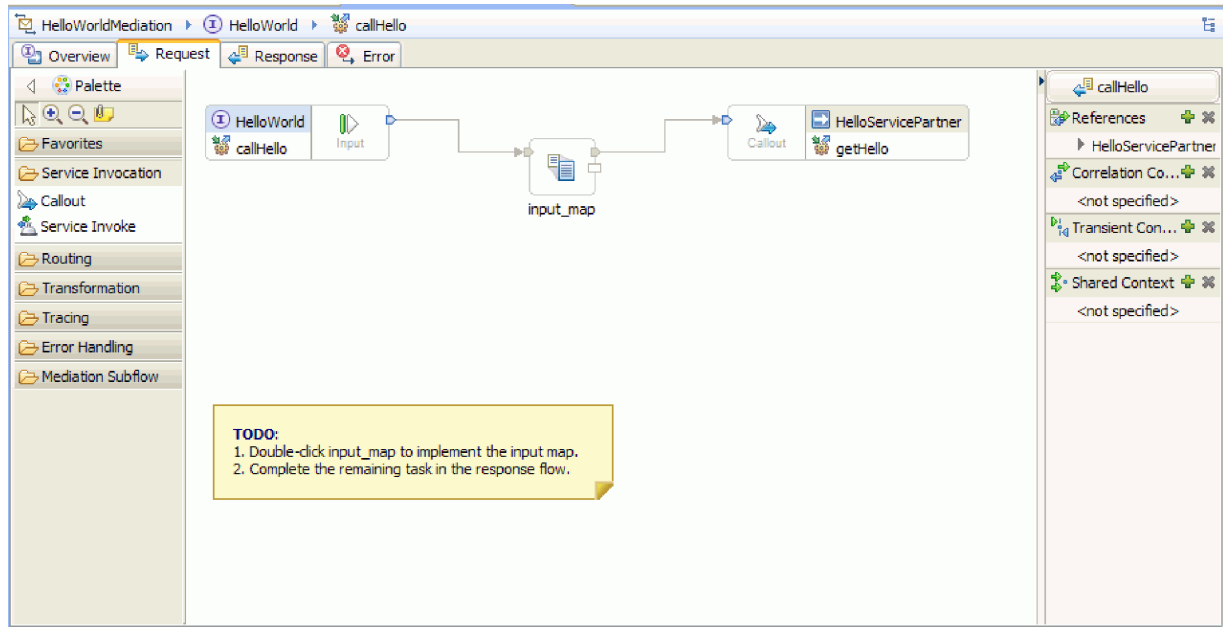 HelloWorldMediation HelloWorld callHello
Overview Request Response Error
Palette
Favorites
Service Invocation
Callout
Service Invoke
Routing
Transformation
Tracing
Error Handling
Mediation Subflow
HelloWorld
callHello
Input
input_map
Callout
HelloServicePartner
getHello
TODO:
1. Double-click input_map to implement the input map.
2. Complete the remaining task in the response flow.
callHello
References
HelloServicePartner
Correlation Co...
<not specified>
Transient Con...
<not specified>
Shared Context
<not specified>